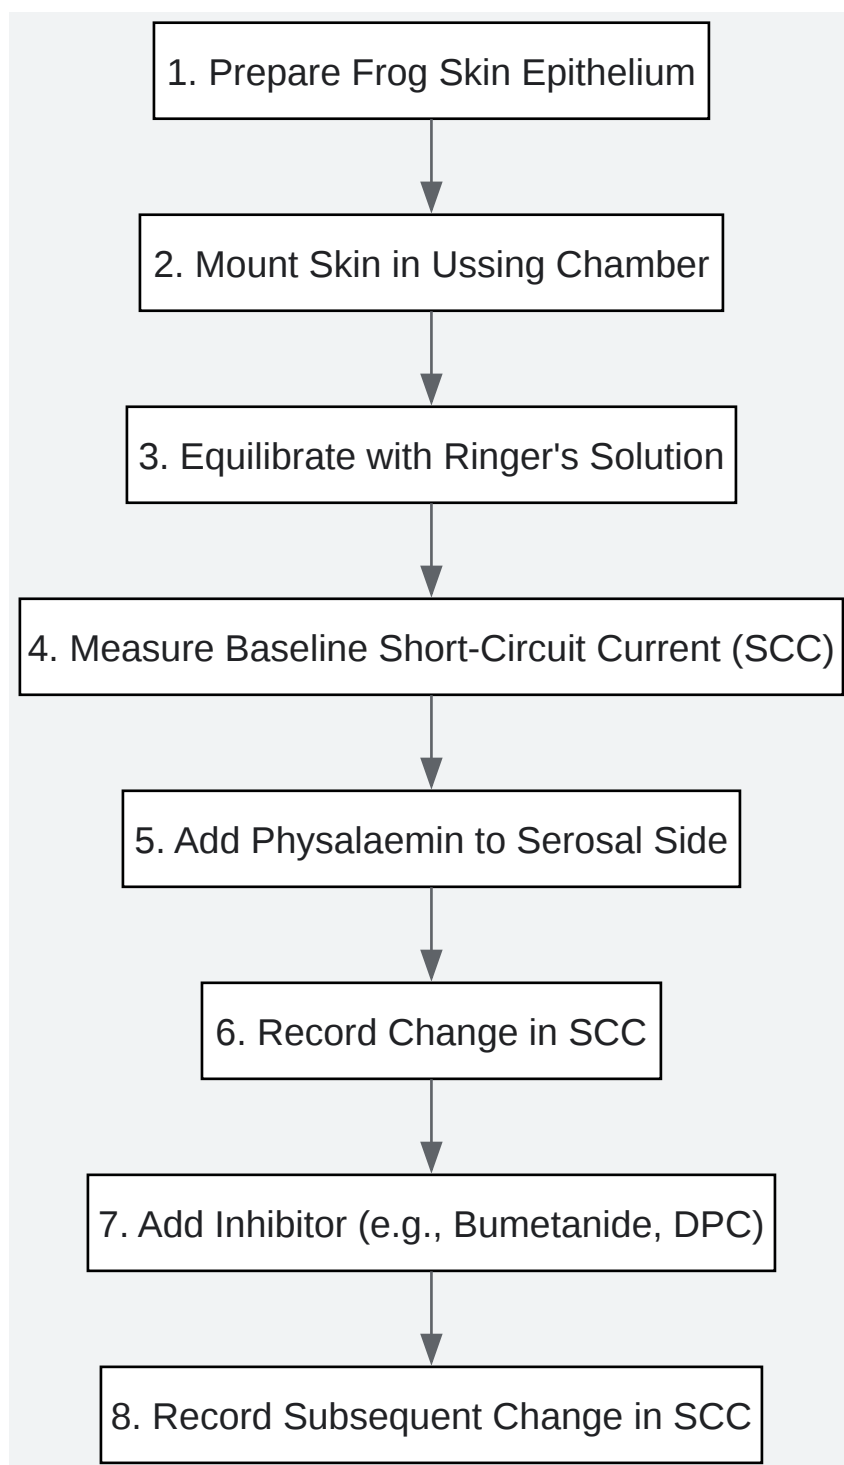 1. Prepare Frog Skin Epithelium
2. Mount Skin in Ussing Chamber
3. Equilibrate with Ringer's Solution
4. Measure Baseline Short-Circuit Current (SCC)
5. Add Physalaemin to Serosal Side
6. Record Change in SCC
7. Add Inhibitor (e.g., Bumetanide, DPC)
8. Record Subsequent Change in SCC